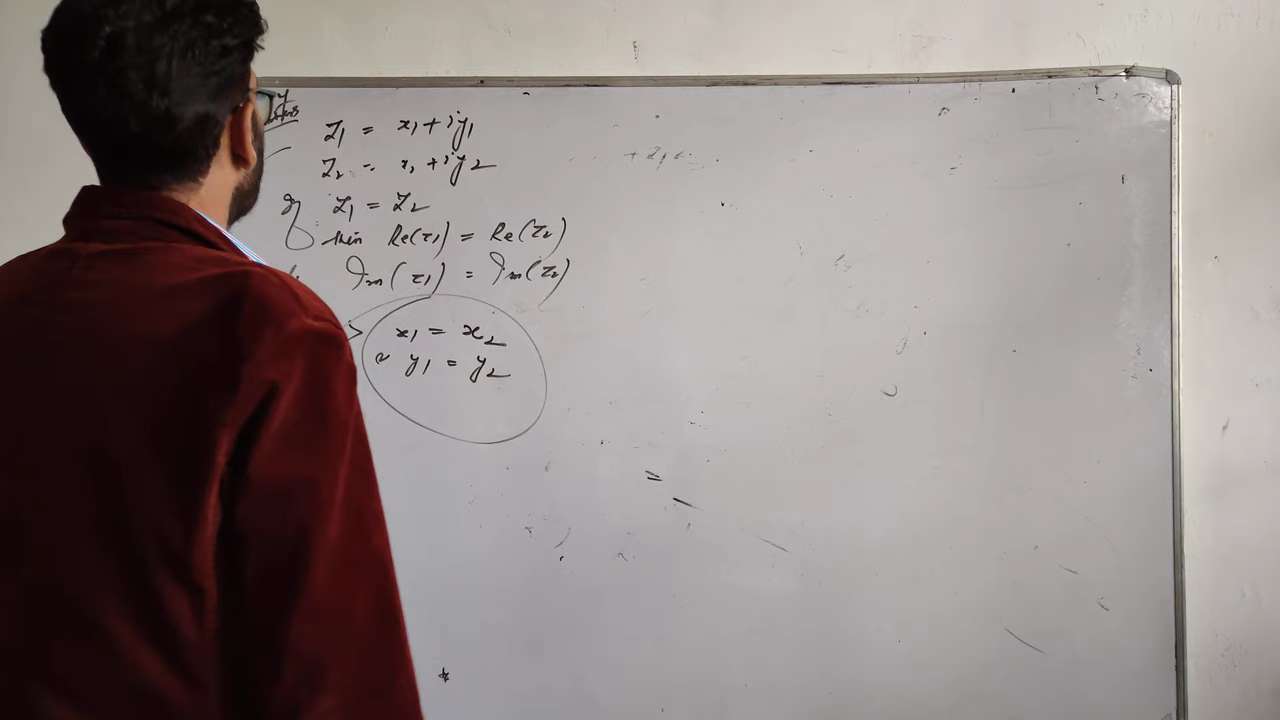 Z₁ = x₁ + iy₁
Z₂ = x₂ + iy₂
If Z₁ = Z₂
then Re(z₁) = Re(z₂)
Im(z₁) = Im(z₂)
x₁ = x₂
y₁ = y₂